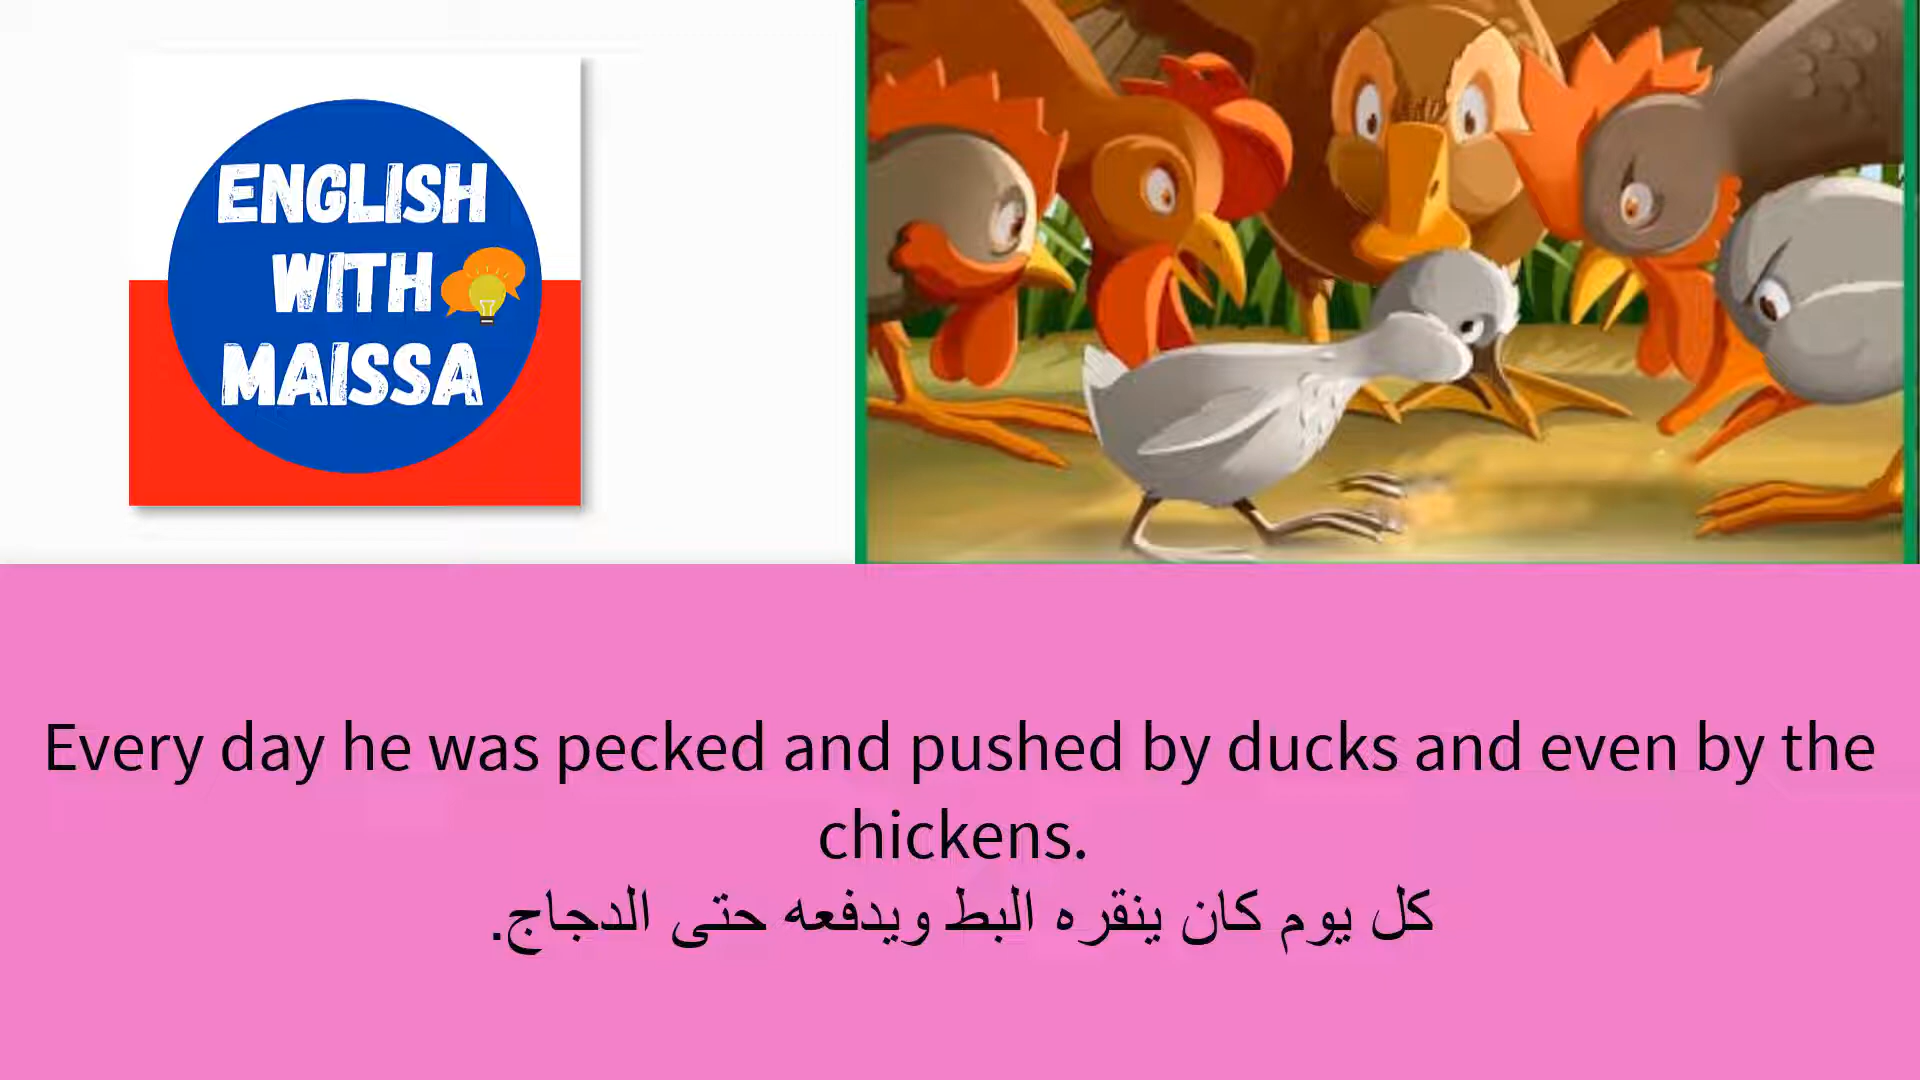 ENGLISH
WITH
MAISSA
Every day he was pecked and pushed by ducks and even by the
chickens.
كل يوم كان ينقره البط ويدفعه حتى الدجاج.